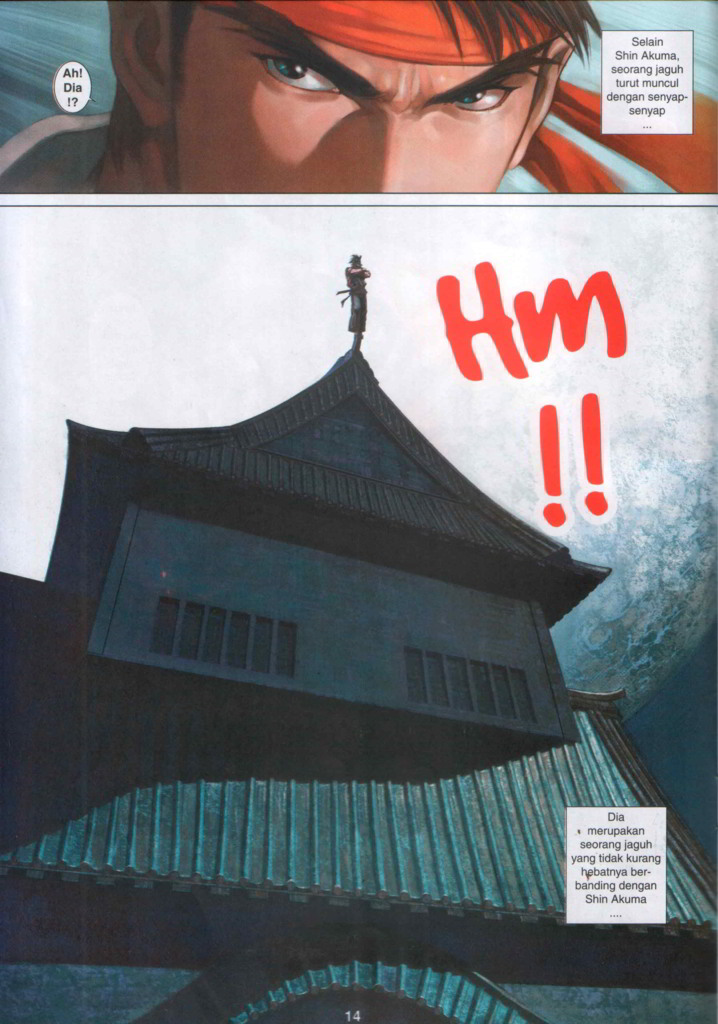 Ah!
Dia
!?
Selain
Shin Akuma,
seorang jaguh
turut muncul
dengan senyap-
senyap
...
Hm
!!
Dia
merupakan
seorang jaguh
yang tidak kurang
hebatnya ber-
banding dengan
Shin Akuma
....
14